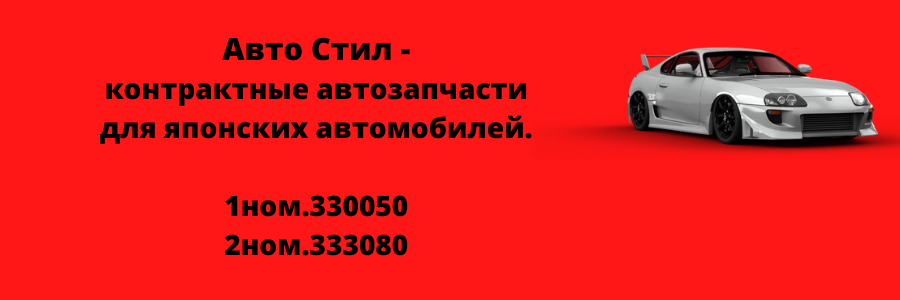 Авто Стил -
контрактные автозапчасти
для японских автомобилей.
1ном.330050
2ном.333080